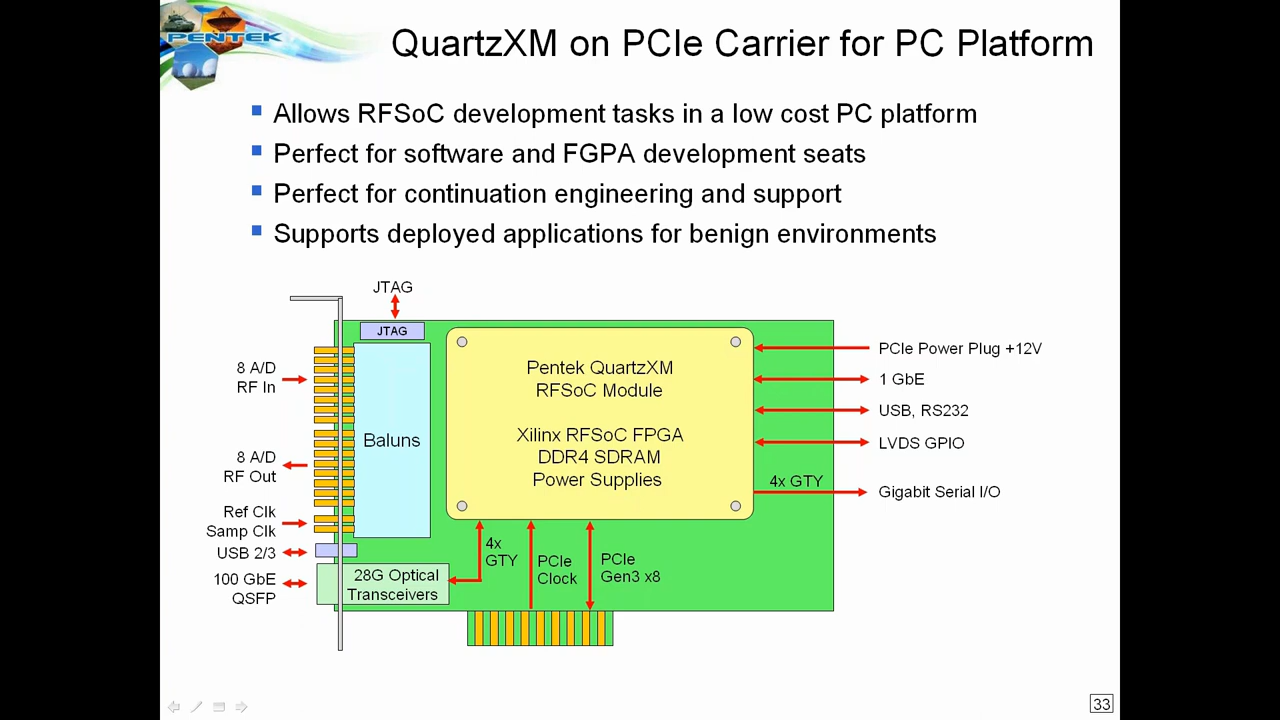 PENTEK
QuartzXM on PCIe Carrier for PC Platform
Allows RFSoC development tasks in a low cost PC platform
Perfect for software and FGPA development seats
Perfect for continuation engineering and support
Supports deployed applications for benign environments
JTAG
JTAG
8 A/D
RF In
8 A/D
RF Out
Ref Clk
Samp Clk
USB 2/3
100 GbE
QSFP
Baluns
28G Optical
Transceivers
Pentek QuartzXM
RFSoC Module
Xilinx RFSoC FPGA
DDR4 SDRAM
Power Supplies
4x
GTY
PCIe
Clock
PCIe
Gen3 x8
4x GTY
PCIe Power Plug +12V
1 GbE
USB, RS232
LVDS GPIO
Gigabit Serial I/O
33